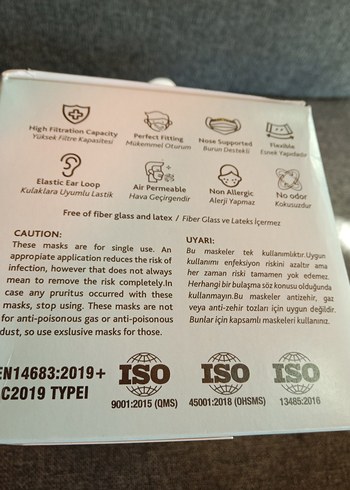 High Filtration Capacity
Yüksek Filtre Kapasitesi
Perfect Fitting
Mükemmel Oturum
Nose Supported
Burun Destekli
Flexible
Esnek Yapıdadır
Elastic Ear Loop
Kulaklara Uyumlu Lastik
Air Permeable
Hava Geçirgendir
Non Allergic
Alerji Yapmaz
No odor
Kokusuzdur
Free of fiber glass and latex / Fiber Glass ve Lateks İçermez
CAUTION:
These masks are for single use. An
appropiate application reduces the risk of
infection, however that does not always
mean to remove the risk completely.In
case any pruritus occurred with these
masks, stop using. These masks are not
for anti-poisonous gas or anti-poisonous
dust, so use exslusive masks for those.
UYARI:
Bu maskeler tek kullanımlıktır.Uygun
kullanımı enfeksiyon riskini azaltır ama
her zaman riski tamamen yok edemez.
Herhangi bir bulaşma söz konusu olduğunda
kullanmayın.Bu maskeler antizehir, gaz
veya anti-zehir tozları için uygun değildir.
Bunlar için kapsamlı maskeleri kullanınız.
EN14683:2019+
C2019 TYPEI
ISO
9001:2015 (QMS)
ISO
45001:2018 (OHSMS)
ISO
13485:2016